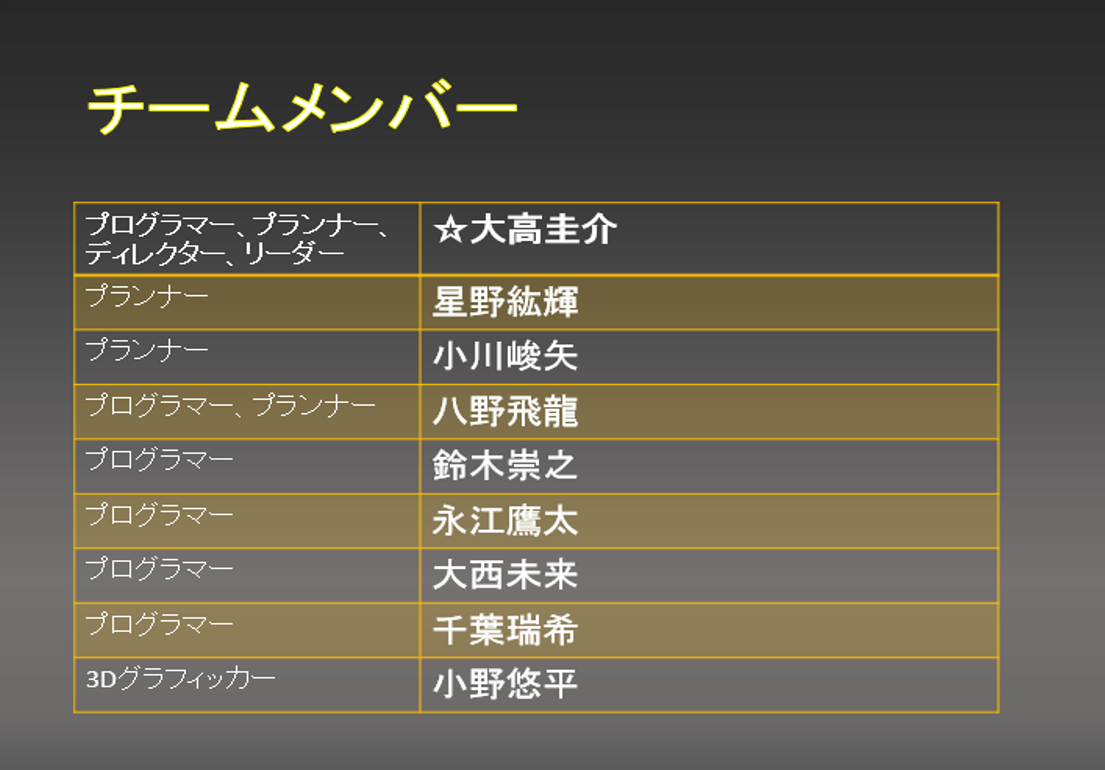 チームメンバー
プログラマー、プランナー、
ディレクター、リーダー
☆大高圭介
プランナー
星野紘輝
プランナー
小川峻矢
プログラマー、プランナー
八野飛龍
プログラマー
鈴木崇之
プログラマー
永江鷹太
プログラマー
大西未来
プログラマー
千葉瑞希
3Dグラフィッカー
小野悠平